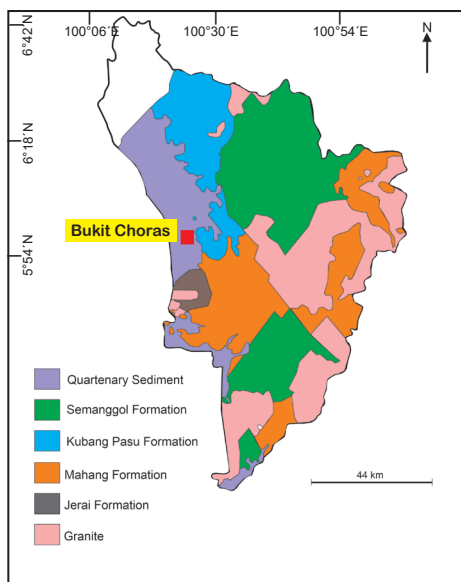 100°06'E 100°30'E 100°54'E
N
6°42'N
6°18'N
5°54'N
Bukit Choras
Quartenary Sediment
Semanggol Formation
Kubang Pasu Formation
Mahang Formation
Jerai Formation
Granite
44 km